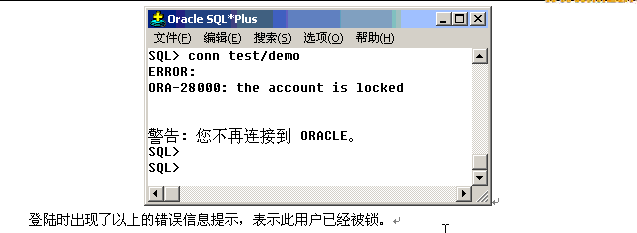 Oracle SQL*Plus
文件(F) 编辑(E) 搜索(S) 选项(O) 帮助(H)
SQL> conn test/demo
ERROR:
ORA-28000: the account is locked
警告: 您不再连接到 ORACLE。
SQL>
SQL>
登陆时出现了以上的错误信息提示，表示此用户已经被锁。